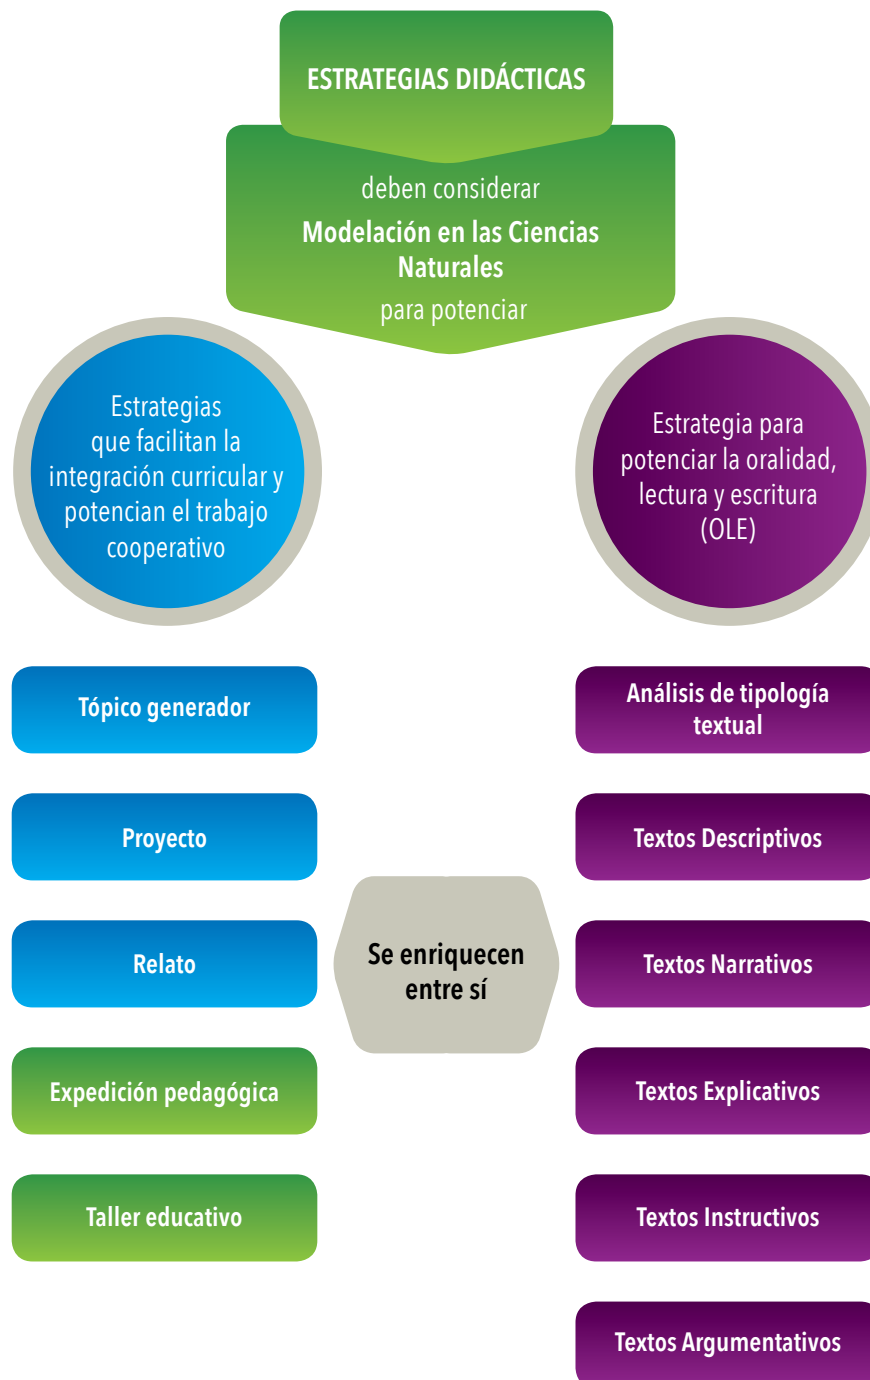 ESTRATEGIAS DIDÁCTICAS
deben considerar
Modelación en las Ciencias
Naturales
para potenciar
Estrategias
que facilitan la
integración curricular y
potencian el trabajo
cooperativo
Tópico generador
Proyecto
Relato
Expedición pedagógica
Taller educativo
Se enriquecen
entre sí
Estrategia para
potenciar la oralidad,
lectura y escritura
(OLE)
Análisis de tipología
textual
Textos Descriptivos
Textos Narrativos
Textos Explicativos
Textos Instructivos
Textos Argumentativos